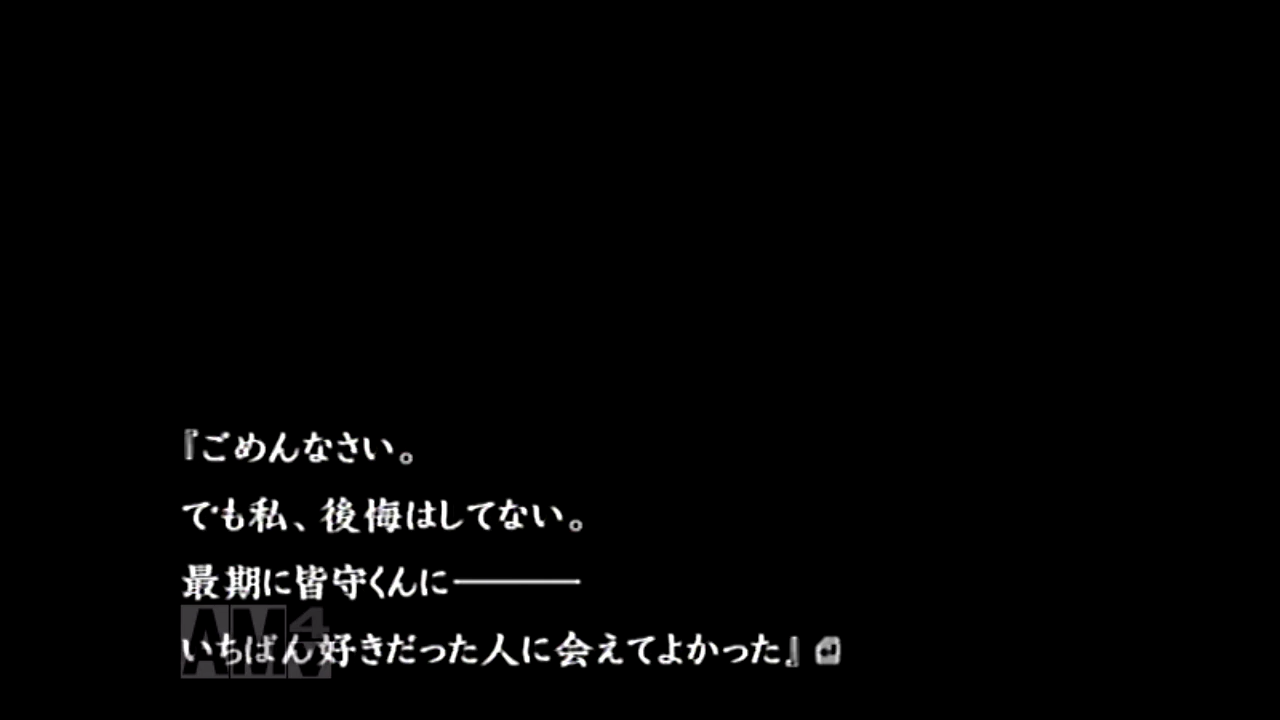 『ごめんなさい。
でも私、後悔はしてない。
最期に皆守くんに────
いちばん好きだった人に会えてよかった』
AM4V